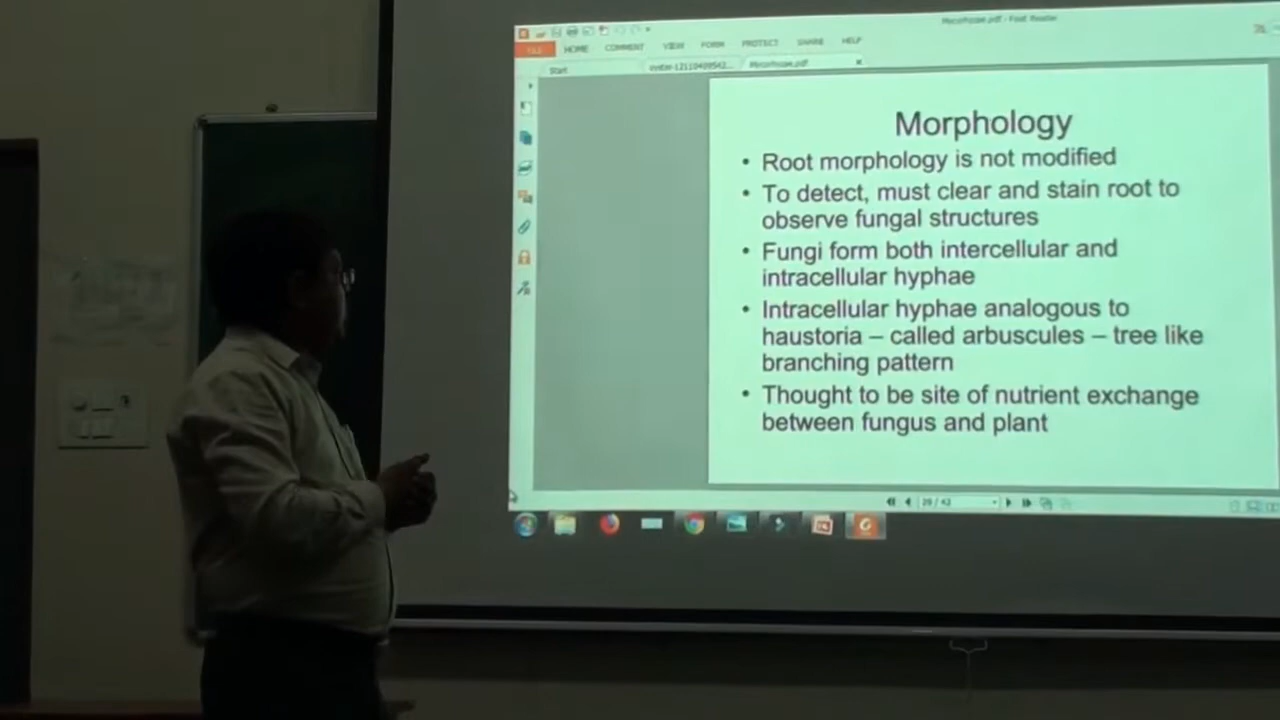 Mycorrhizae.pdf - Foxit Reader
FILE HOME COMMENT VIEW FORM PROTECT SHARE HELP
Start
Morphology
• Root morphology is not modified
• To detect, must clear and stain root to
observe fungal structures
• Fungi form both intercellular and
intracellular hyphae
• Intracellular hyphae analogous to
haustoria – called arbuscules – tree like
branching pattern
• Thought to be site of nutrient exchange
between fungus and plant